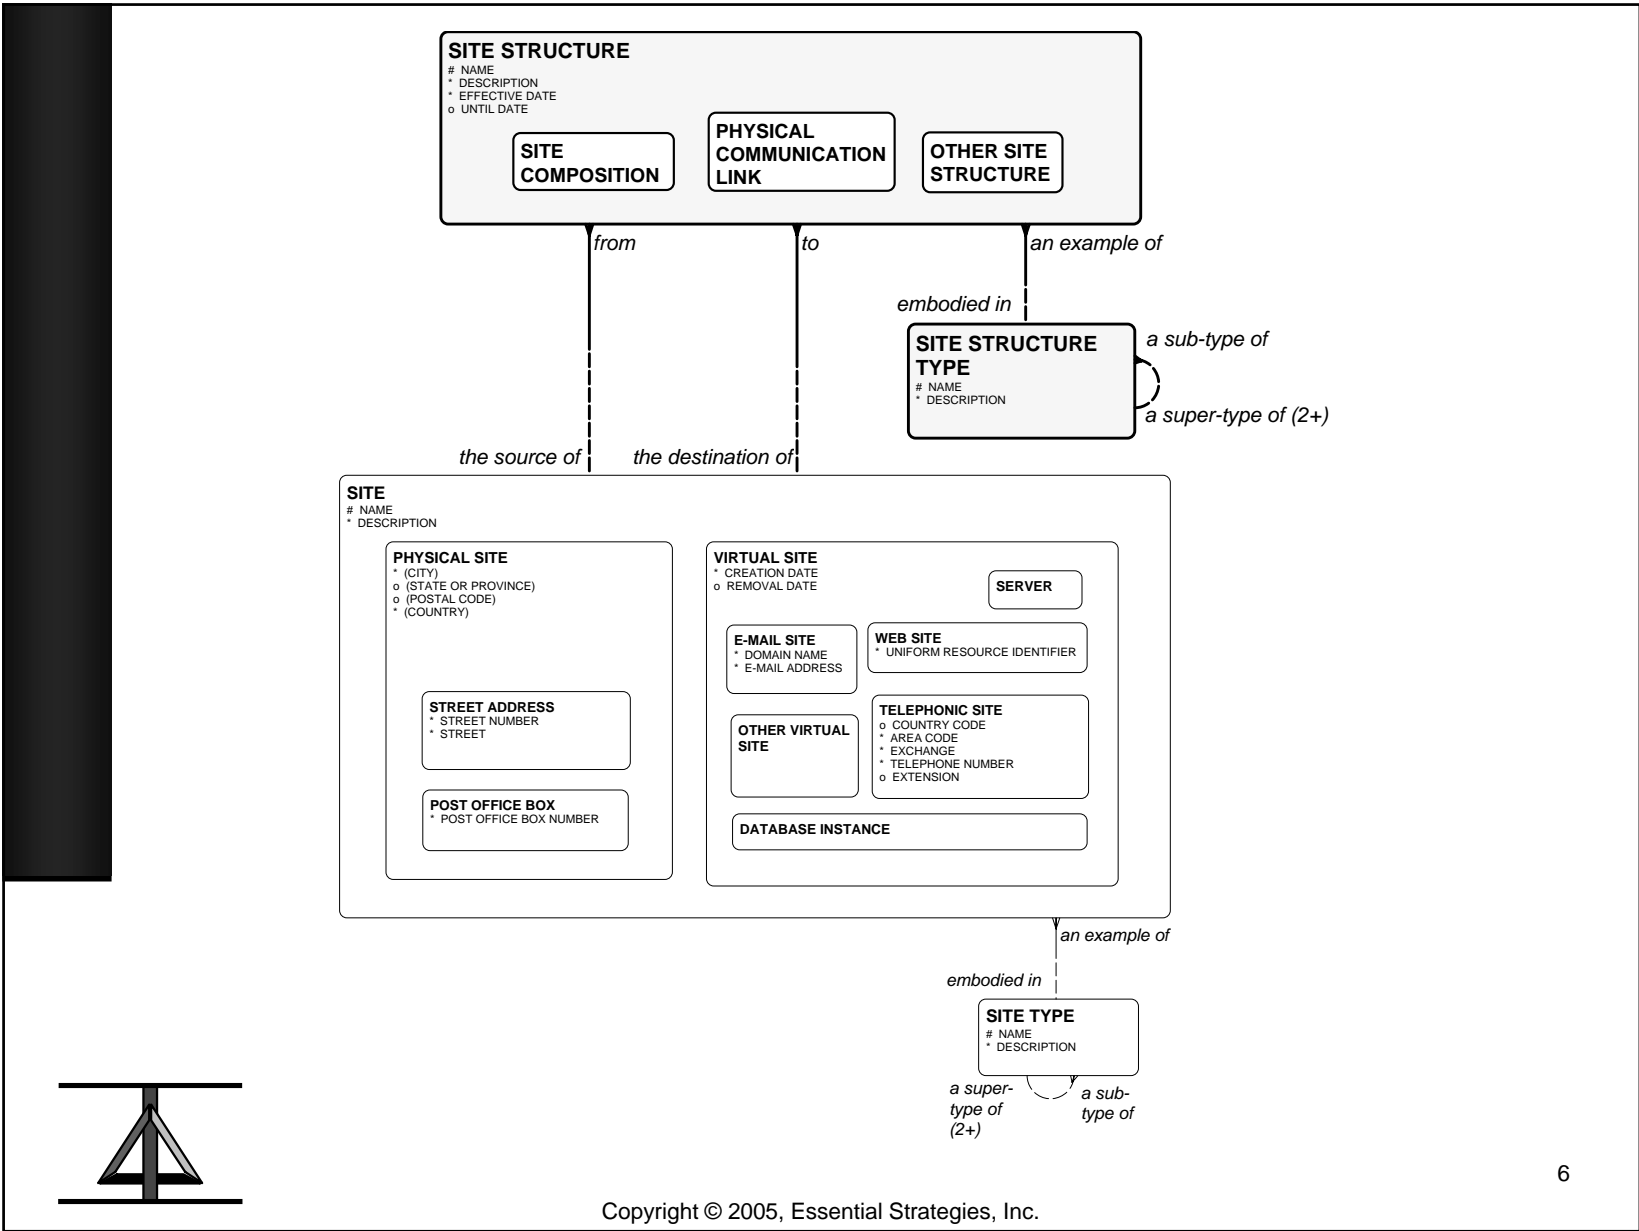 SITE STRUCTURE
# NAME
* DESCRIPTION
* EFFECTIVE DATE
o UNTIL DATE
SITE
COMPOSITION
PHYSICAL
COMMUNICATION
LINK
OTHER SITE
STRUCTURE
from
to
an example of
embodied in
SITE STRUCTURE
TYPE
# NAME
* DESCRIPTION
a sub-type of
a super-type of (2+)
the source of
the destination of
SITE
# NAME
* DESCRIPTION
PHYSICAL SITE
* (CITY)
o (STATE OR PROVINCE)
o (POSTAL CODE)
* (COUNTRY)
STREET ADDRESS
* STREET NUMBER
* STREET
POST OFFICE BOX
* POST OFFICE BOX NUMBER
VIRTUAL SITE
* CREATION DATE
o REMOVAL DATE
SERVER
E-MAIL SITE
* DOMAIN NAME
* E-MAIL ADDRESS
WEB SITE
* UNIFORM RESOURCE IDENTIFIER
OTHER VIRTUAL
SITE
TELEPHONIC SITE
o COUNTRY CODE
* AREA CODE
* EXCHANGE
* TELEPHONE NUMBER
o EXTENSION
DATABASE INSTANCE
an example of
embodied in
SITE TYPE
# NAME
* DESCRIPTION
a super-
type of
(2+)
a sub-
type of
6
Copyright © 2005, Essential Strategies, Inc.